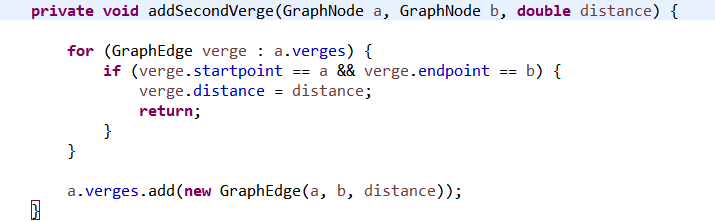 private void addSecondVerge(GraphNode a, GraphNode b, double distance) {
for (GraphEdge verge : a.verges) {
if (verge.startpoint == a && verge.endpoint == b) {
verge.distance = distance;
return;
}
}
a.verges.add(new GraphEdge(a, b, distance));
}